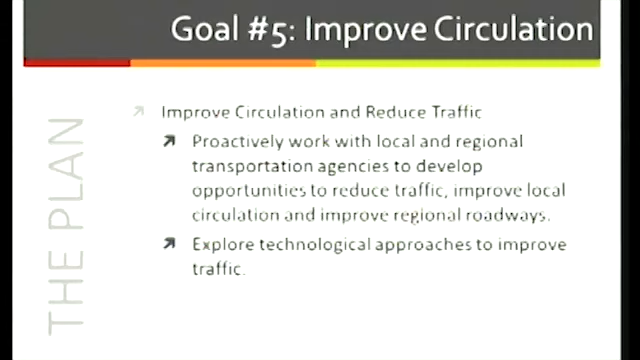 Goal #5: Improve Circulation
THE PLAN
Improve Circulation and Reduce Traffic
Proactively work with local and regional
transportation agencies to develop
opportunities to reduce traffic, improve local
circulation and improve regional roadways.
Explore technological approaches to improve
traffic.